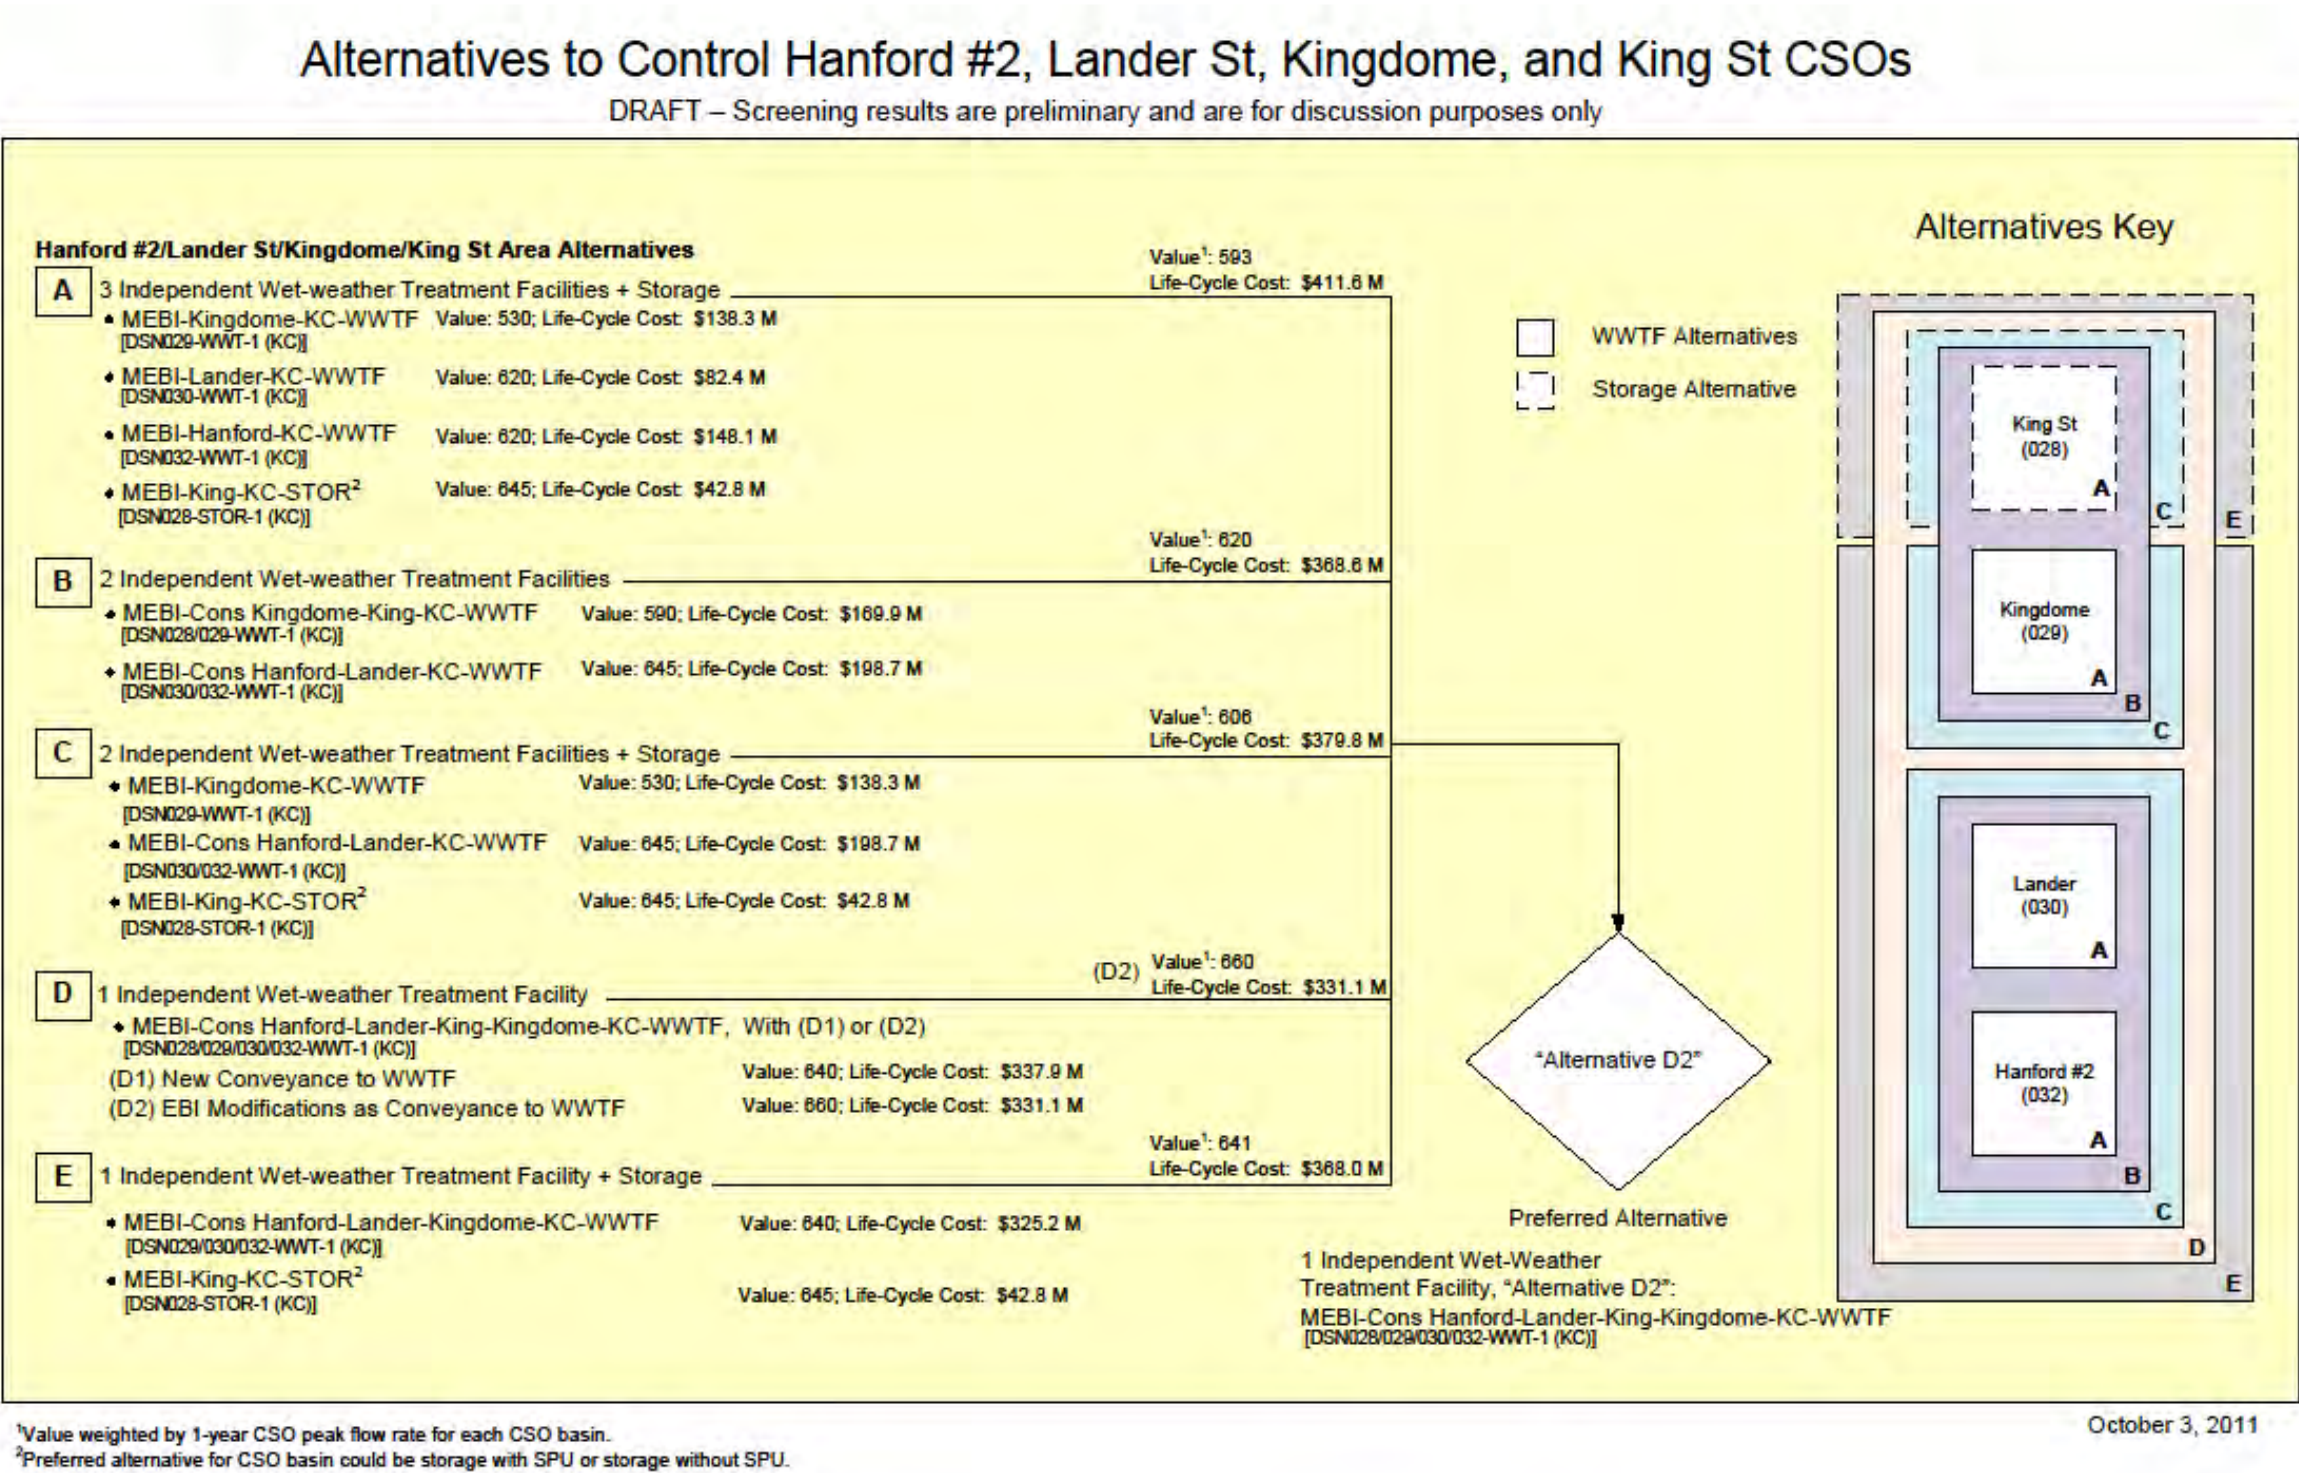 Alternatives to Control Hanford #2, Lander St, Kingdome, and King St CSOs
DRAFT – Screening results are preliminary and are for discussion purposes only
Hanford #2/Lander St/Kingdome/King St Area Alternatives
Value¹: 593
Life-Cycle Cost: $411.6 M
A 3 Independent Wet-weather Treatment Facilities + Storage
• MEBI-Kingdome-KC-WWTF Value: 530; Life-Cycle Cost: $138.3 M
[DSN029-WWT-1 (KC)]
• MEBI-Lander-KC-WWTF Value: 620; Life-Cycle Cost: $82.4 M
[DSN030-WWT-1 (KC)]
• MEBI-Hanford-KC-WWTF Value: 620; Life-Cycle Cost: $148.1 M
[DSN032-WWT-1 (KC)]
• MEBI-King-KC-STOR² Value: 645; Life-Cycle Cost: $42.8 M
[DSN028-STOR-1 (KC)]
Value¹: 620
Life-Cycle Cost: $368.6 M
B 2 Independent Wet-weather Treatment Facilities
• MEBI-Cons Kingdome-King-KC-WWTF Value: 590; Life-Cycle Cost: $169.9 M
[DSN028/029-WWT-1 (KC)]
• MEBI-Cons Hanford-Lander-KC-WWTF Value: 645; Life-Cycle Cost: $198.7 M
[DSN030/032-WWT-1 (KC)]
Value¹: 606
Life-Cycle Cost: $379.8 M
C 2 Independent Wet-weather Treatment Facilities + Storage
• MEBI-Kingdome-KC-WWTF Value: 530; Life-Cycle Cost: $138.3 M
[DSN029-WWT-1 (KC)]
• MEBI-Cons Hanford-Lander-KC-WWTF Value: 645; Life-Cycle Cost: $198.7 M
[DSN030/032-WWT-1 (KC)]
• MEBI-King-KC-STOR² Value: 645; Life-Cycle Cost: $42.8 M
[DSN028-STOR-1 (KC)]
(D2) Value¹: 660
Life-Cycle Cost: $331.1 M
D 1 Independent Wet-weather Treatment Facility
• MEBI-Cons Hanford-Lander-King-Kingdome-KC-WWTF, With (D1) or (D2)
[DSN028/029/030/032-WWT-1 (KC)]
(D1) New Conveyance to WWTF Value: 640; Life-Cycle Cost: $337.9 M
(D2) EBI Modifications as Conveyance to WWTF Value: 660; Life-Cycle Cost: $331.1 M
Value¹: 641
Life-Cycle Cost: $368.0 M
E 1 Independent Wet-weather Treatment Facility + Storage
• MEBI-Cons Hanford-Lander-Kingdome-KC-WWTF Value: 640; Life-Cycle Cost: $325.2 M
[DSN029/030/032-WWT-1 (KC)]
• MEBI-King-KC-STOR²
[DSN028-STOR-1 (KC)] Value: 645; Life-Cycle Cost: $42.8 M
"Alternative D2"
Preferred Alternative
1 Independent Wet-Weather
Treatment Facility, "Alternative D2":
MEBI-Cons Hanford-Lander-King-Kingdome-KC-WWTF
[DSN028/029/030/032-WWT-1 (KC)]
Alternatives Key
WWTF Alternatives
Storage Alternative
King St
(028)
A
C
E
Kingdome
(029)
A
B
C
Lander
(030)
A
Hanford #2
(032)
A
B
C
D
E
October 3, 2011
¹Value weighted by 1-year CSO peak flow rate for each CSO basin.
²Preferred alternative for CSO basin could be storage with SPU or storage without SPU.